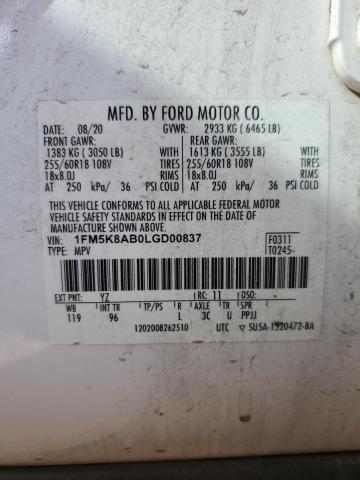 MFD. BY FORD MOTOR CO.
DATE: 08/20 GVWR: 2933 KG ( 6465 LB)
FRONT GAWR: REAR GAWR:
1383 KG ( 3050 LB) WITH 1613 KG ( 3555 LB) WITH
255/60R18 108V TIRES 255/60R18 108V TIRES
18x8.0J RIMS 18x8.0J RIMS
AT 250 kPa/ 36 PSI COLD AT 250 kPa/ 36 PSI COLD
THIS VEHICLE CONFORMS TO ALL APPLICABLE FEDERAL MOTOR
VEHICLE SAFETY AND THEFT PREVENTION STANDARDS IN EFFECT ON THE DATE OF
MANUFACTURE SHOWN ABOVE.
VIN: 1FM5K8AB0LGD00837 F0311
TYPE: MPV T0245-
EXT PNT: YZ RC: 11 DSO:
WB INT TR TP/PS R AXLE TR SPR
119 96 L 3C U PPJJ
1202008262510 UTC ▽ 5U5A-1520472-BA